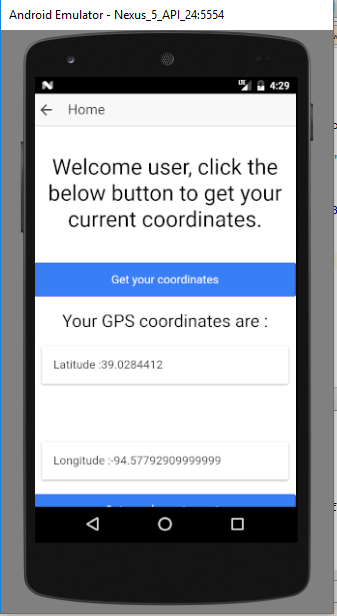 Android Emulator - Nexus_5_API_24:5554
LTE 4:29
Home
Welcome user, click the
below button to get your
current coordinates.
Get your coordinates
Your GPS coordinates are :
Latitude :39.0284412
Longitude :-94.57792909999999